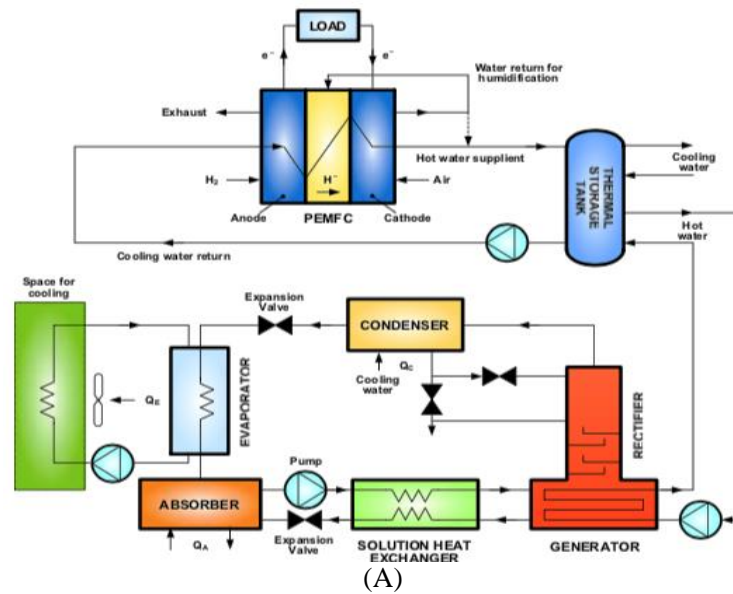 LOAD
e⁻
e⁻
Water return for
humidification
Exhaust
Hot water supplient
H₂
H⁻
Air
Anode
Cathode
PEMFC
THERMAL
STORAGE
TANK
Cooling
water
Hot
water
Cooling water return
Space for
cooling
Expansion
Valve
CONDENSER
Q_C
Cooling
water
Q_E
EVAPORATOR
RECTIFIER
Pump
ABSORBER
Q_A
Expansion
Valve
SOLUTION HEAT
EXCHANGER
GENERATOR
(A)